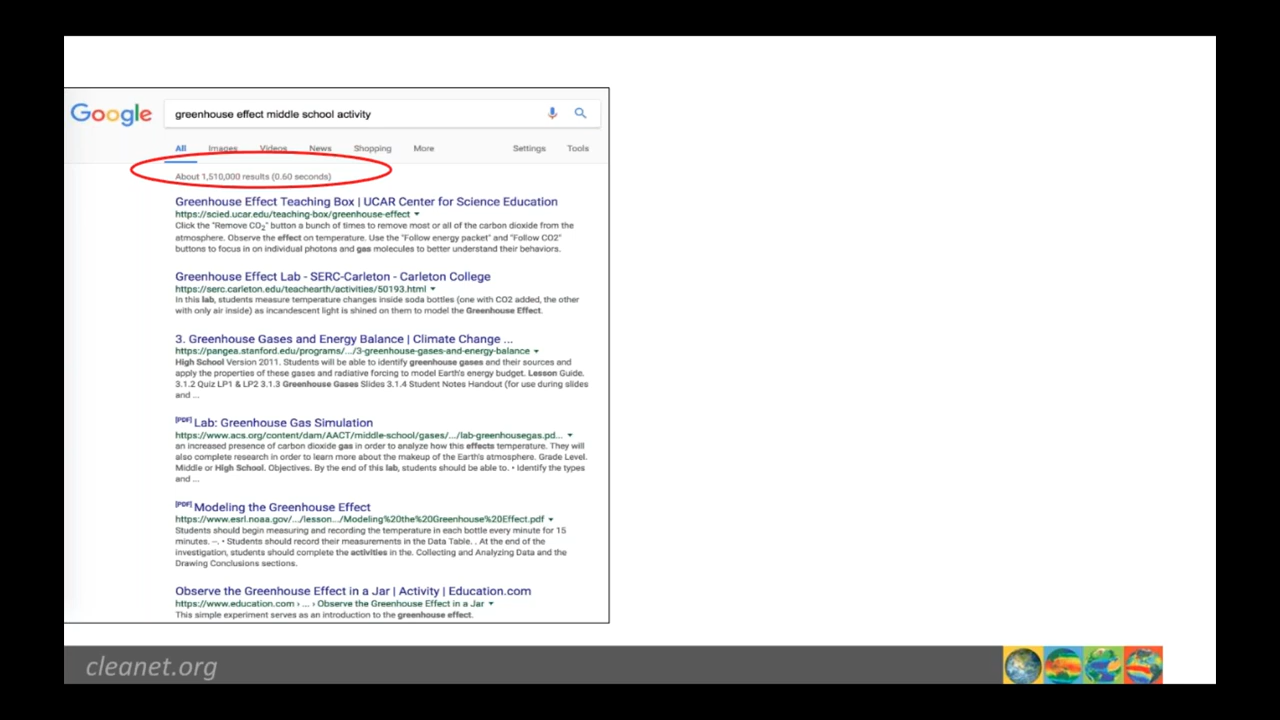 Google
greenhouse effect middle school activity
All Images Videos News Shopping More Settings Tools
About 1,510,000 results (0.60 seconds)
Greenhouse Effect Teaching Box | UCAR Center for Science Education
https://scied.ucar.edu/teaching-box/greenhouse-effect
Click the "Remove CO2" button a bunch of times to remove most or all of the carbon dioxide from the
atmosphere. Observe the effect on temperature. Use the "Follow energy packet" and "Follow CO2"
buttons to focus in on individual photons and gas molecules to better understand their behaviors.
Greenhouse Effect Lab - SERC-Carleton - Carleton College
https://serc.carleton.edu/teachearth/activities/50193.html
In this lab, students measure temperature changes inside soda bottles (one with CO2 added, the other
with only air inside) as incandescent light is shined on them to model the Greenhouse Effect.
3. Greenhouse Gases and Energy Balance | Climate Change ...
https://pangea.stanford.edu/programs/.../3-greenhouse-gases-and-energy-balance
High School Version 2011. Students will be able to identify greenhouse gases and their sources and
apply the properties of these gases and radiative forcing to model Earth's energy budget. Lesson Guide.
3.1.2 Quiz LP1 & LP2 3.1.3 Greenhouse Gases Slides 3.1.4 Student Notes Handout (for use during slides
and ...
[PDF] Lab: Greenhouse Gas Simulation
https://www.acs.org/content/dam/AACT/middle-school/gases/.../lab-greenhousegas.pd...
an increased presence of carbon dioxide gas in order to analyze how this effects temperature. They will
also complete research in order to learn more about the makeup of the Earth's atmosphere. Grade Level.
Middle or High School. Objectives. By the end of this lab, students should be able to. • Identify the types
and ...
[PDF] Modeling the Greenhouse Effect
https://www.esrl.noaa.gov/.../lesson.../Modeling%20the%20Greenhouse%20Effect.pdf
Students should begin measuring and recording the temperature in each bottle every minute for 15
minutes. –. • Students should record their measurements in the Data Table. . At the end of the
investigation, students should complete the activities in the. Collecting and Analyzing Data and the
Drawing Conclusions sections.
Observe the Greenhouse Effect in a Jar | Activity | Education.com
https://www.education.com › ... › Observe the Greenhouse Effect in a Jar
This simple experiment serves as an introduction to the greenhouse effect.
cleanet.org